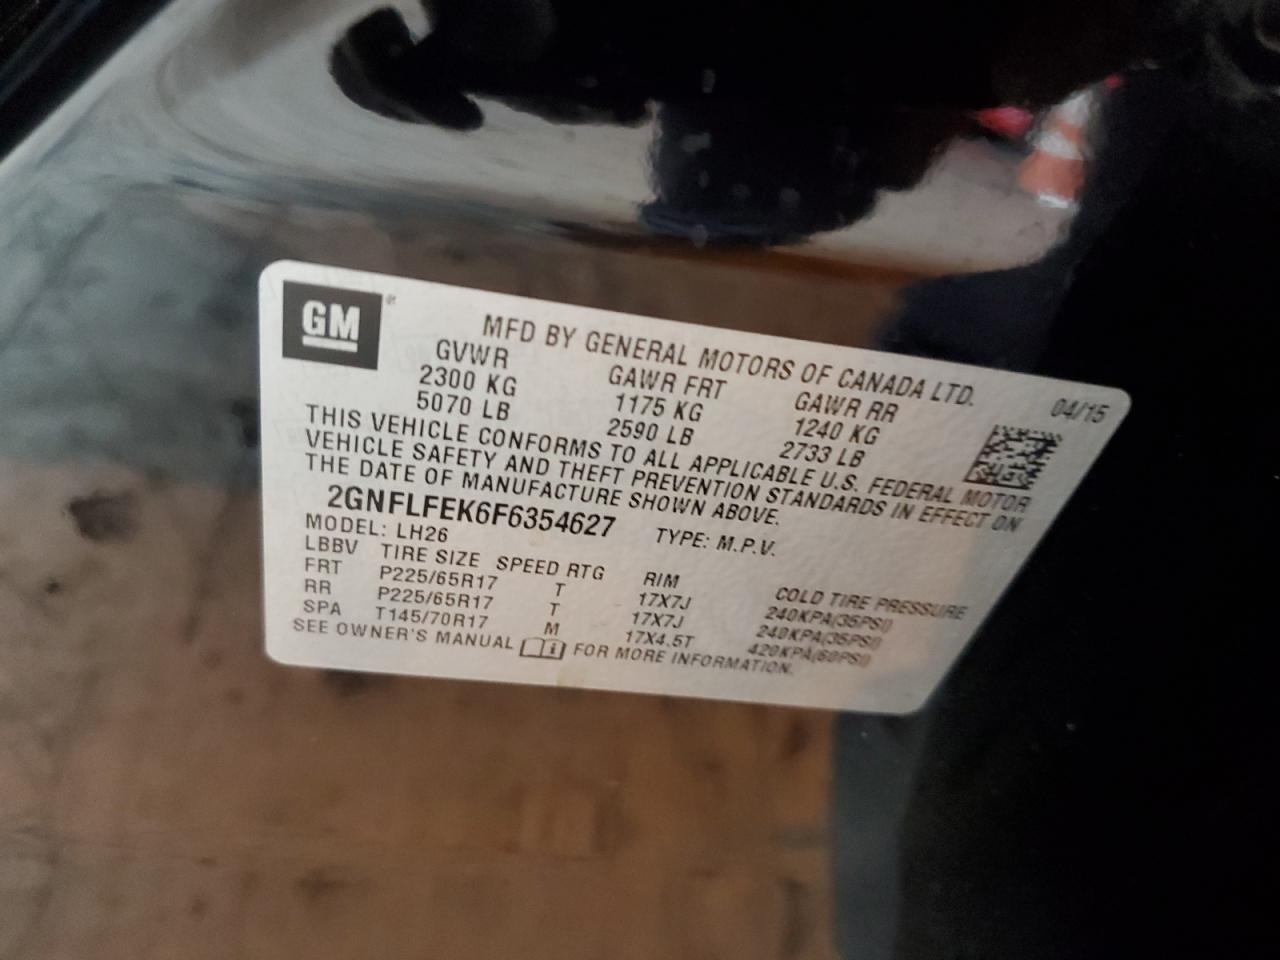 GM®
MFD BY GENERAL MOTORS OF CANADA LTD.
04/15
GVWR GAWR FRT GAWR RR
2300 KG 1175 KG 1240 KG
5070 LB 2590 LB 2733 LB
THIS VEHICLE CONFORMS TO ALL APPLICABLE U.S. FEDERAL MOTOR
VEHICLE SAFETY AND THEFT PREVENTION STANDARDS IN EFFECT ON
THE DATE OF MANUFACTURE SHOWN ABOVE.
2GNFLFEK6F6354627 TYPE: M.P.V.
MODEL: LH26
LBBV TIRE SIZE SPEED RTG RIM COLD TIRE PRESSURE
FRT P225/65R17 T 17X7J 240KPA(35PSI)
RR P225/65R17 T 17X7J 240KPA(35PSI)
SPA T145/70R17 M 17X4.5T 420KPA(60PSI)
SEE OWNER'S MANUAL FOR MORE INFORMATION.